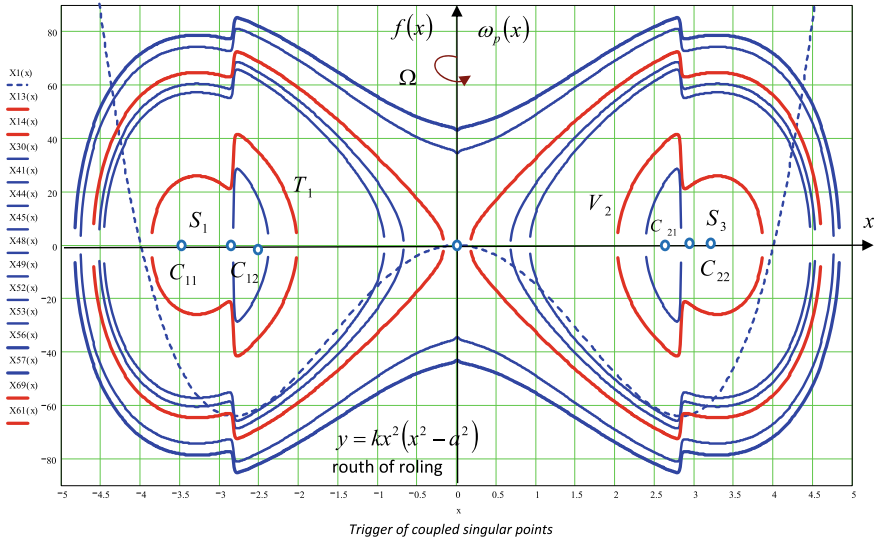 f(x) ω_p(x)
Ω
X1(x)
X13(x)
X14(x)
X30(x)
X41(x)
X44(x)
X45(x)
X48(x)
X49(x)
X52(x)
X53(x)
X56(x)
X57(x)
X69(x)
X61(x)
80
60
40
20
0
−20
−40
−60
−80
T_1
V_2
S_1
C_21
S_3
x
C_11
C_12
C_22
y = kx^2(x^2 − a^2)
routh of roling
−5 −4.5 −4 −3.5 −3 −2.5 −2 −1.5 −1 −0.5 0 0.5 1 1.5 2 2.5 3 3.5 4 4.5 5
x
Trigger of coupled singular points